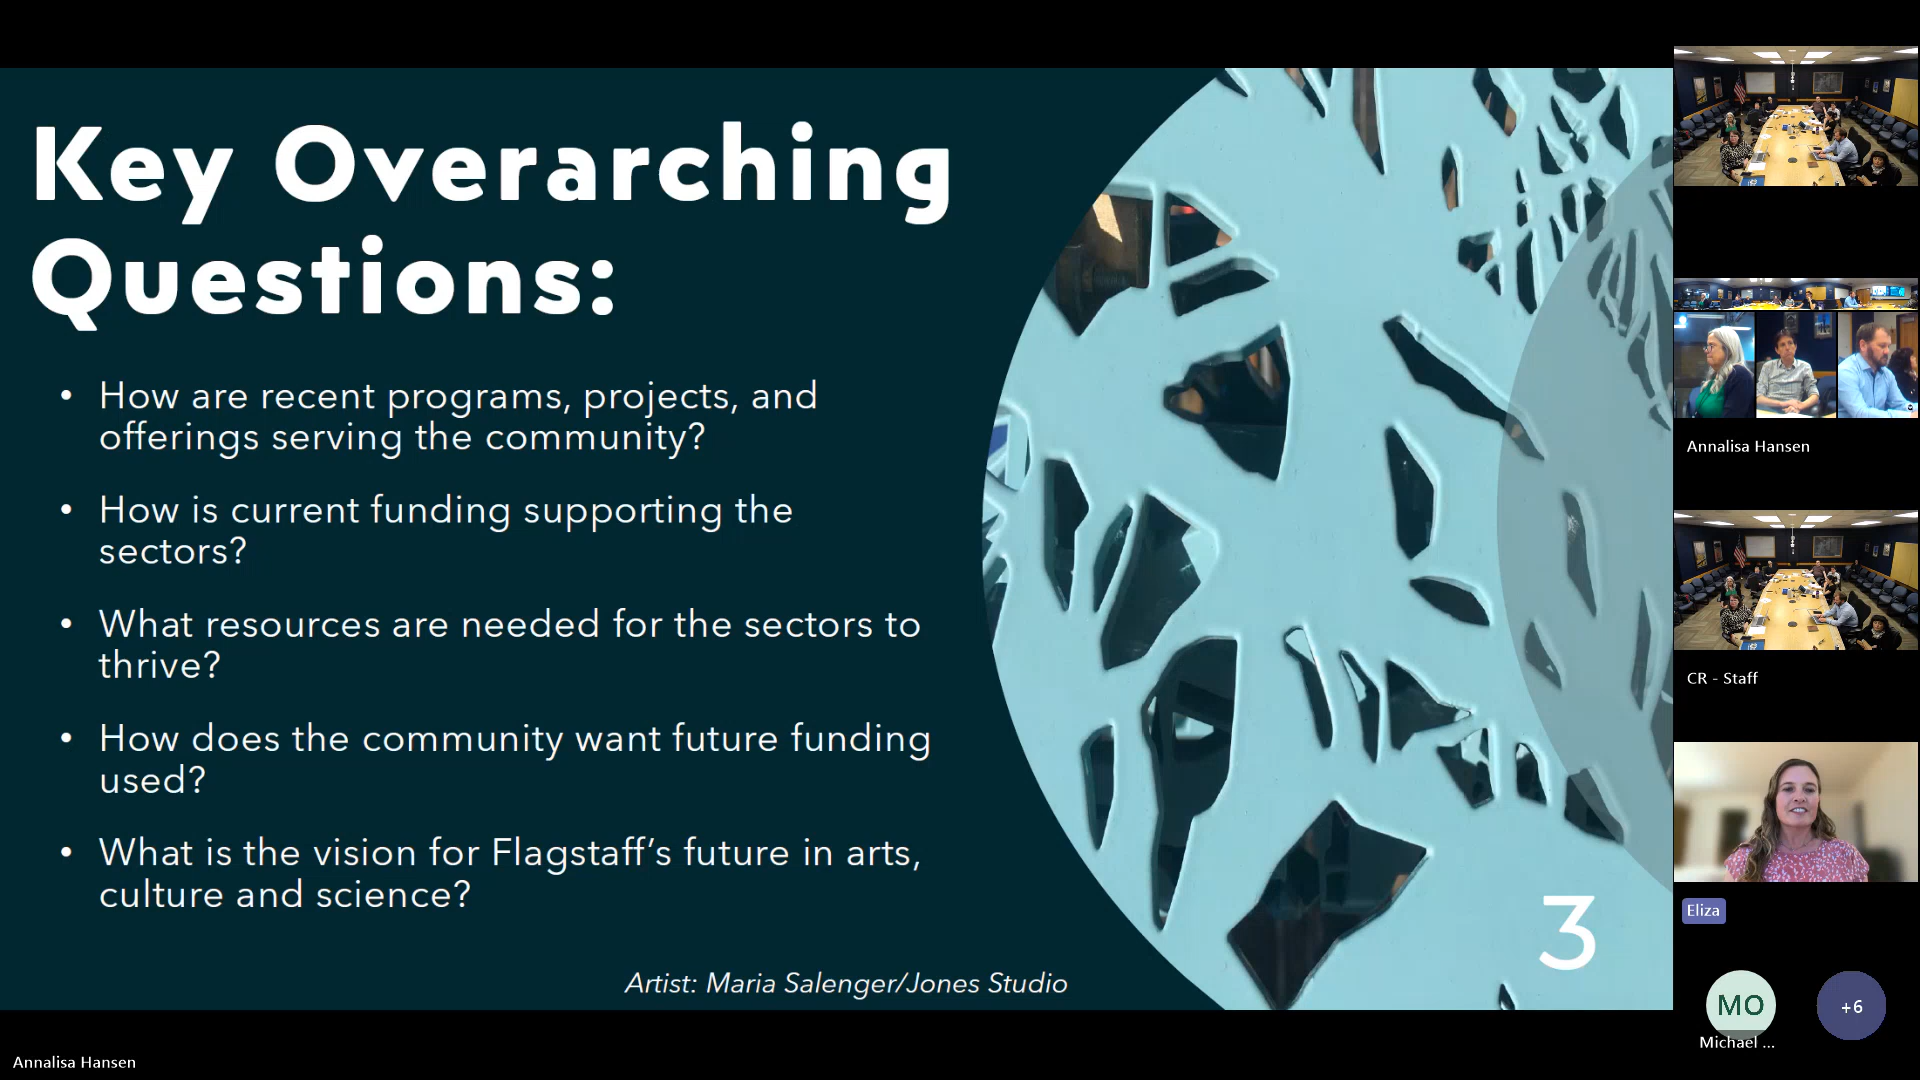 Key Overarching
Questions:
• How are recent programs, projects, and
offerings serving the community?
• How is current funding supporting the
sectors?
• What resources are needed for the sectors to
thrive?
• How does the community want future funding
used?
• What is the vision for Flagstaff’s future in arts,
culture and science?
Artist: Maria Salenger/Jones Studio
3
Annalisa Hansen
CR - Staff
Eliza
MO
Michael ...
+6
Annalisa Hansen